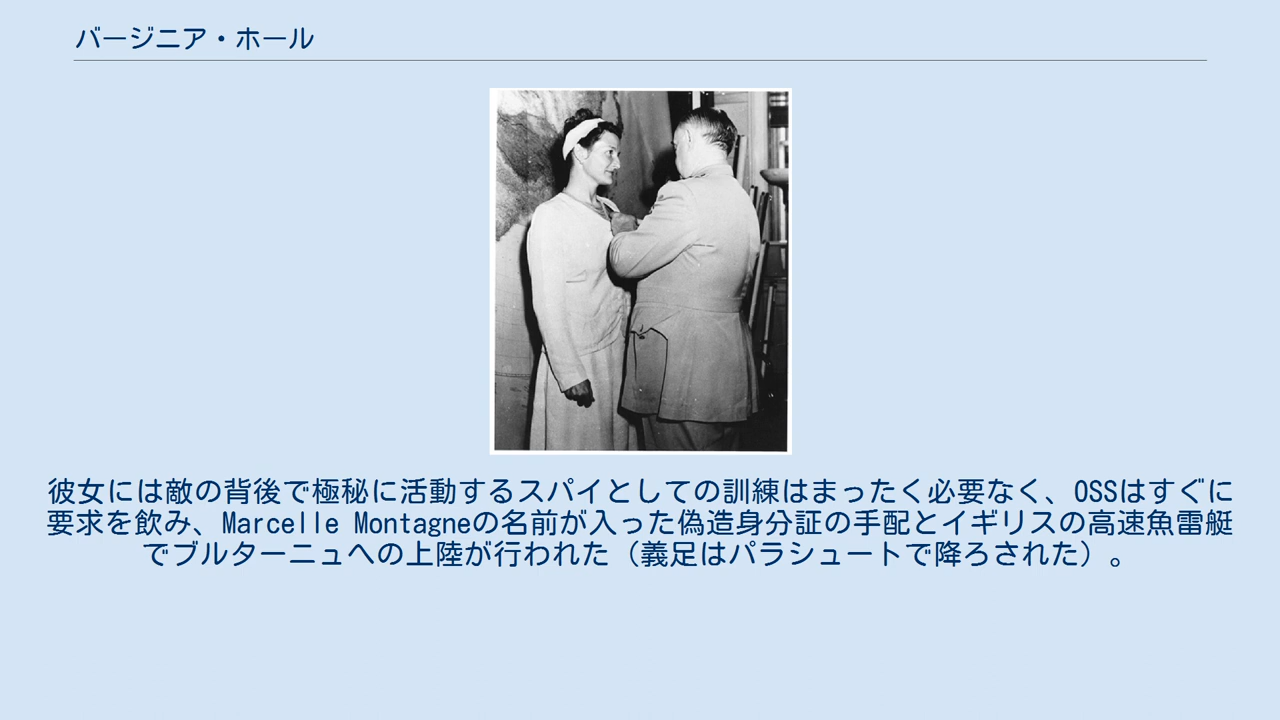 バージニア・ホール
彼女には敵の背後で極秘に活動するスパイとしての訓練はまったく必要なく、OSSはすぐに
要求を飲み、Marcelle Montagneの名前が入った偽造身分証の手配とイギリスの高速魚雷艇
でブルターニュへの上陸が行われた（義足はパラシュートで降ろされた）。